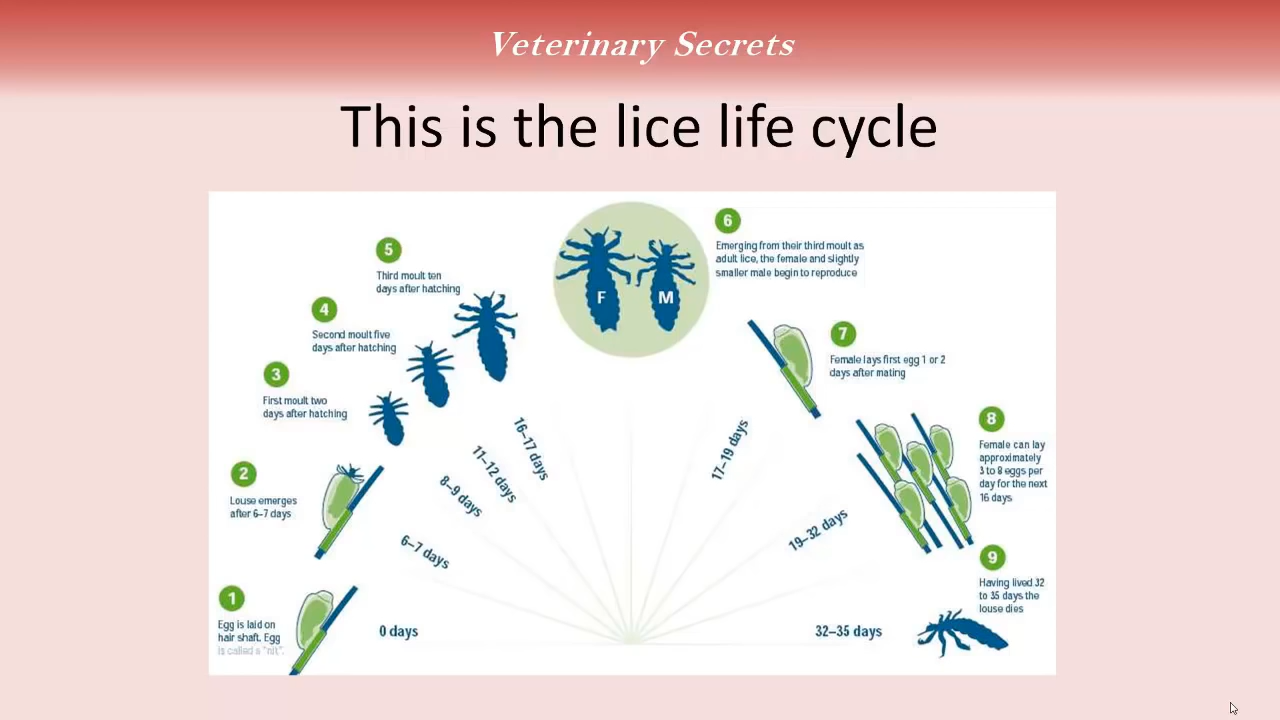 Veterinary Secrets
This is the lice life cycle
1
Egg is laid on
hair shaft. Egg
is called a "nit".
0 days
2
Louse emerges
after 6–7 days
6–7 days
3
First moult two
days after hatching
8–9 days
4
Second moult five
days after hatching
11–12 days
5
Third moult ten
days after hatching
16–17 days
F
M
6
Emerging from their third moult as
adult lice, the female and slightly
smaller male begin to reproduce
7
Female lays first egg 1 or 2
days after mating
17–19 days
8
Female can lay
approximately
3 to 8 eggs per
day for the next
16 days
19–32 days
9
Having lived 32
to 35 days the
louse dies
32–35 days